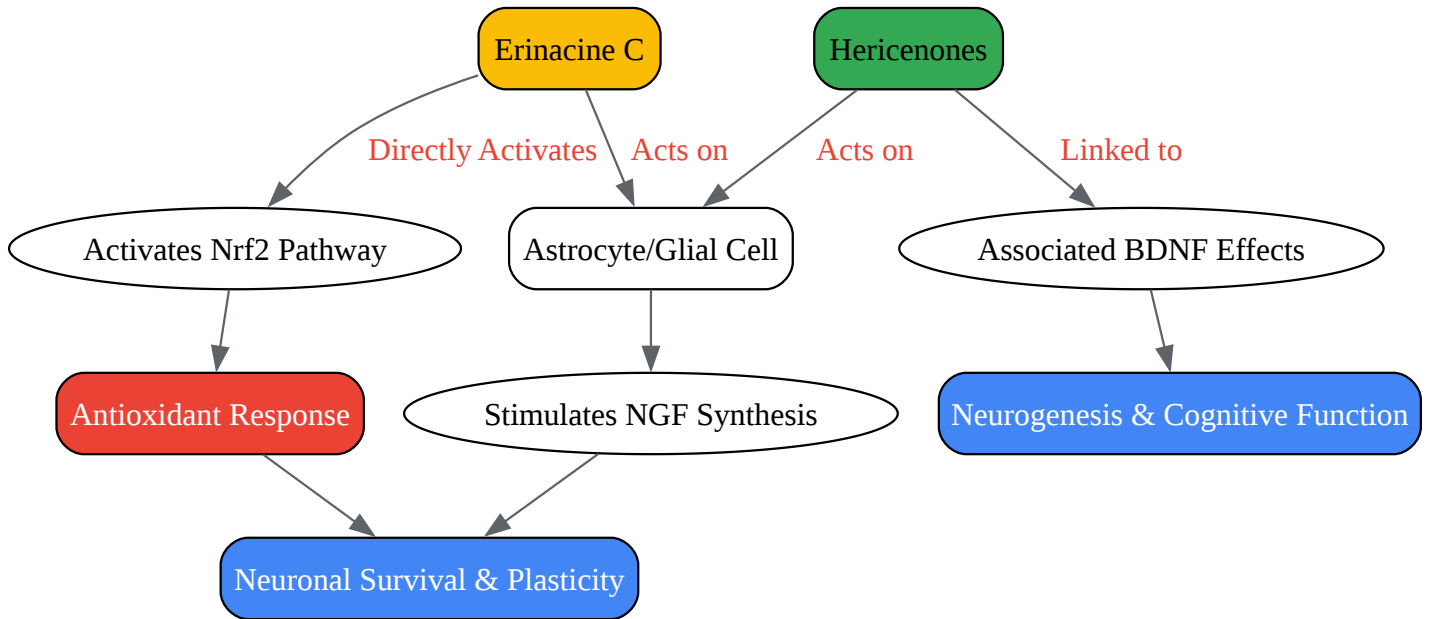 Erinacine C
Hericenones
Directly Activates
Acts on
Acts on
Linked to
Activates Nrf2 Pathway
Astrocyte/Glial Cell
Associated BDNF Effects
Antioxidant Response
Stimulates NGF Synthesis
Neurogenesis & Cognitive Function
Neuronal Survival & Plasticity